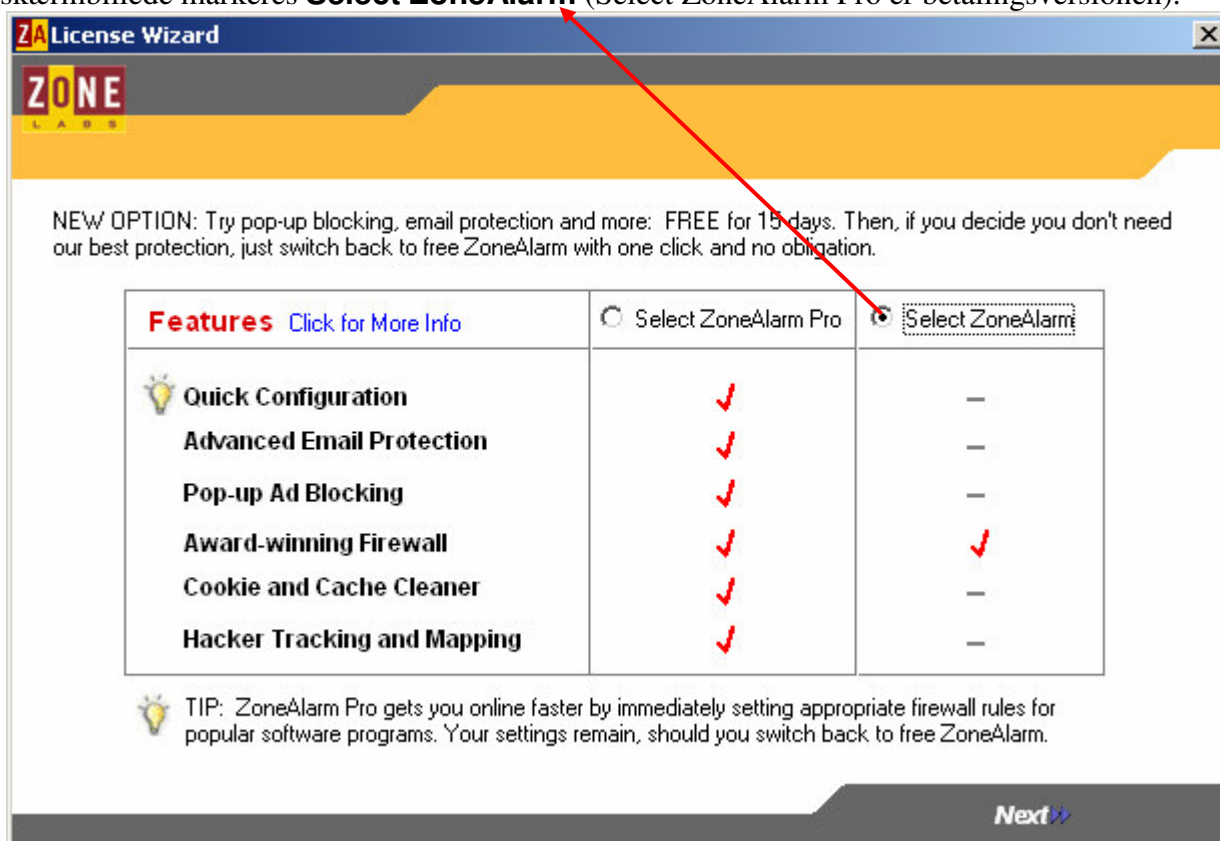 skærmbillede markeres Select ZoneAlarm (Select ZoneAlarm Pro er betalingsversionen).
ZA License Wizard
ZONE
LABS
NEW OPTION: Try pop-up blocking, email protection and more: FREE for 15 days. Then, if you decide you don't need
our best protection, just switch back to free ZoneAlarm with one click and no obligation.
Features Click for More Info
Select ZoneAlarm Pro
Select ZoneAlarm
Quick Configuration
Advanced Email Protection
Pop-up Ad Blocking
Award-winning Firewall
Cookie and Cache Cleaner
Hacker Tracking and Mapping
TIP: ZoneAlarm Pro gets you online faster by immediately setting appropriate firewall rules for
popular software programs. Your settings remain, should you switch back to free ZoneAlarm.
Next